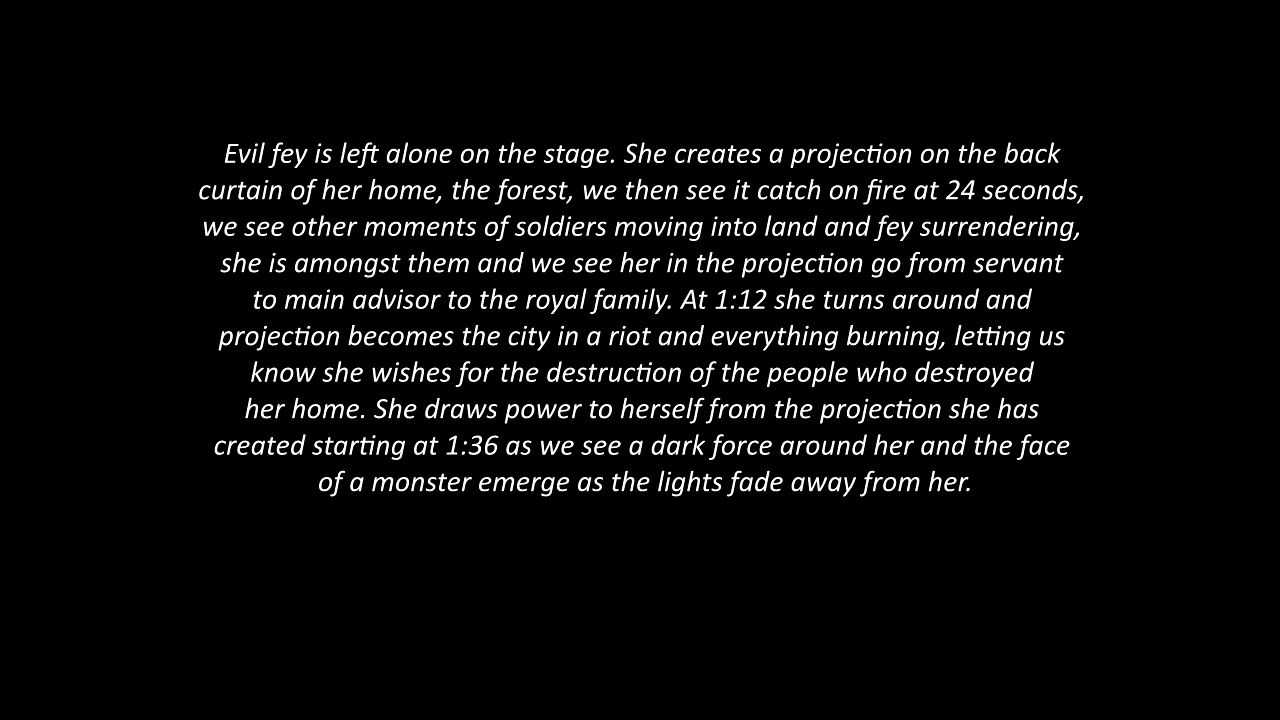 Evil fey is left alone on the stage. She creates a projection on the back
curtain of her home, the forest, we then see it catch on fire at 24 seconds,
we see other moments of soldiers moving into land and fey surrendering,
she is amongst them and we see her in the projection go from servant
to main advisor to the royal family. At 1:12 she turns around and
projection becomes the city in a riot and everything burning, letting us
know she wishes for the destruction of the people who destroyed
her home. She draws power to herself from the projection she has
created starting at 1:36 as we see a dark force around her and the face
of a monster emerge as the lights fade away from her.